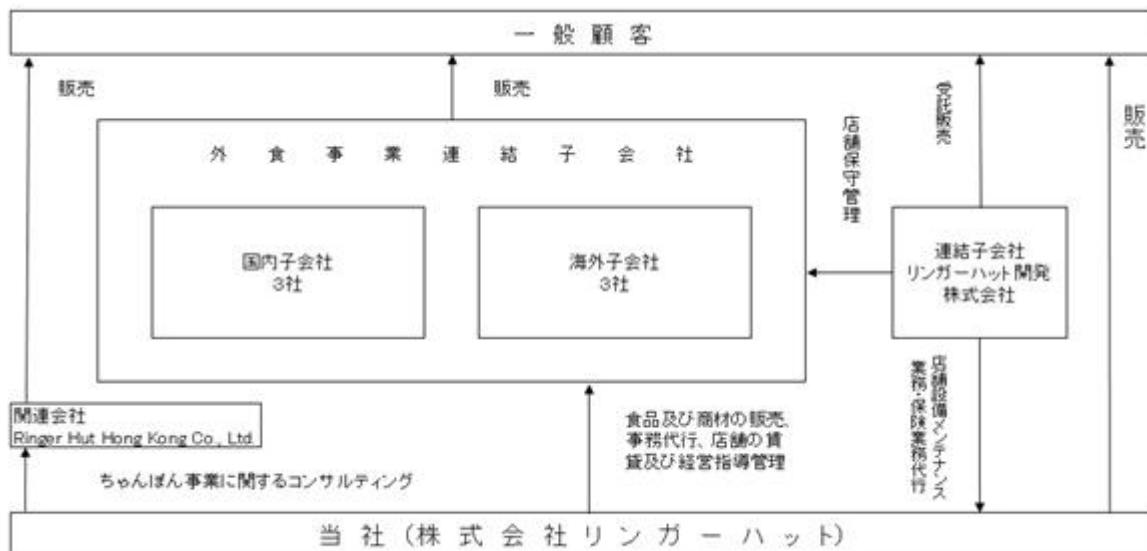 一般顧客
販売
販売
受託販売
販売
外食事業連結子会社
店舗保守管理
国内子会社
3社
海外子会社
3社
連結子会社
リンガーハット開発
株式会社
関連会社
Ringer Hut Hong Kong Co., Ltd.
食品及び商材の販売、
事務代行、店舗の賃
貸及び経営指導管理
店舗設備メンテナンス
業務・保険業務代行
ちゃんぽん事業に関するコンサルティング
当社(株式会社リンガーハット)